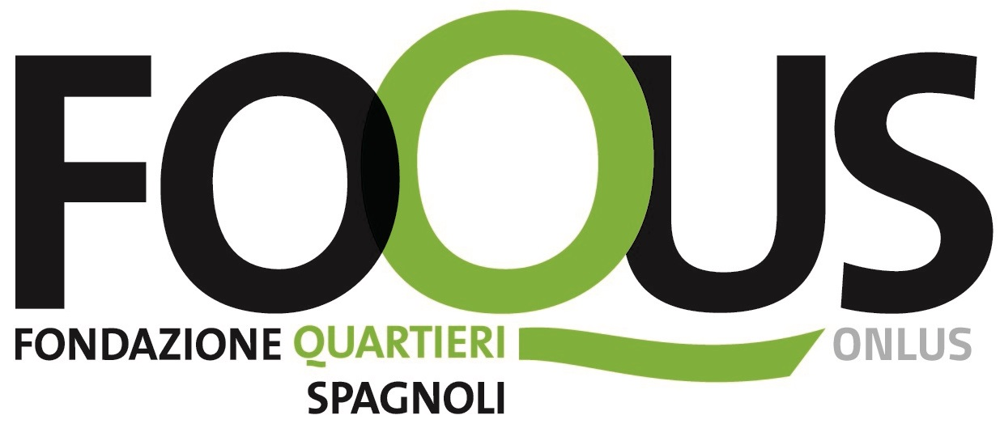 FOQUS
FONDAZIONE QUARTIERI ONLUS
SPAGNOLI